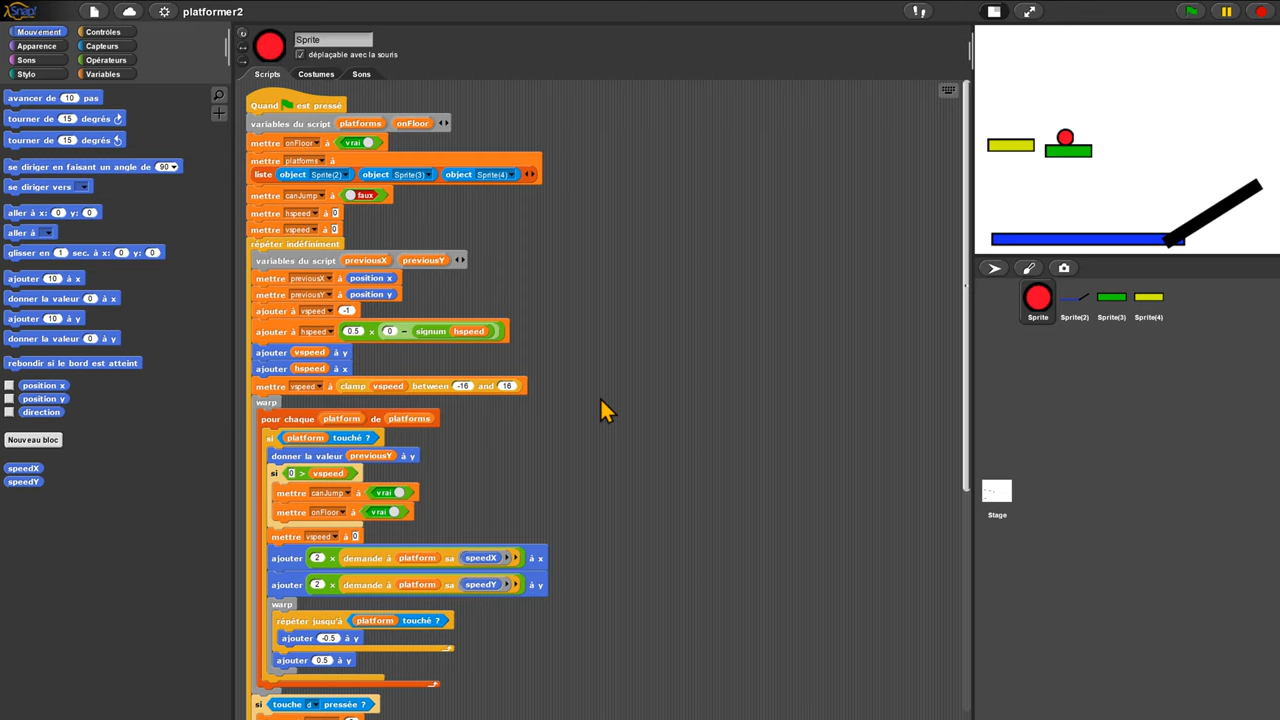 Snap! platformer2
Mouvement Contrôles
Apparence Capteurs
Sons Opérateurs
Stylo Variables
avancer de 10 pas
tourner de 15 degrés
tourner de 15 degrés
se diriger en faisant un angle de 90
se diriger vers
aller à x: 0 y: 0
aller à
glisser en 1 sec. à x: 0 y: 0
ajouter 10 à x
donner la valeur 0 à x
ajouter 10 à y
donner la valeur 0 à y
rebondir si le bord est atteint
position x
position y
direction
Nouveau bloc
speedX
speedY
Sprite
déplaçable avec la souris
Scripts Costumes Sons
Quand est pressé
variables du script platforms onFloor
mettre onFloor à vrai
mettre platforms à
liste object Sprite(2) object Sprite(3) object Sprite(4)
mettre canJump à faux
mettre hspeed à 0
mettre vspeed à 0
répéter indéfiniment
variables du script previousX previousY
mettre previousX à position x
mettre previousY à position y
ajouter à vspeed -1
ajouter à hspeed 0.5 × 0 − signum hspeed
ajouter vspeed à y
ajouter hspeed à x
mettre vspeed à clamp vspeed between -16 and 16
warp
pour chaque platform de platforms
si platform touché ?
donner la valeur previousY à y
si 0 > vspeed
mettre canJump à vrai
mettre onFloor à vrai
mettre vspeed à 0
ajouter 2 × demande à platform sa speedX à x
ajouter 2 × demande à platform sa speedY à y
warp
répéter jusqu'à platform touché ?
ajouter -0.5 à y
ajouter 0.5 à y
si touche d pressée ?
Sprite Sprite(2) Sprite(3) Sprite(4)
Stage